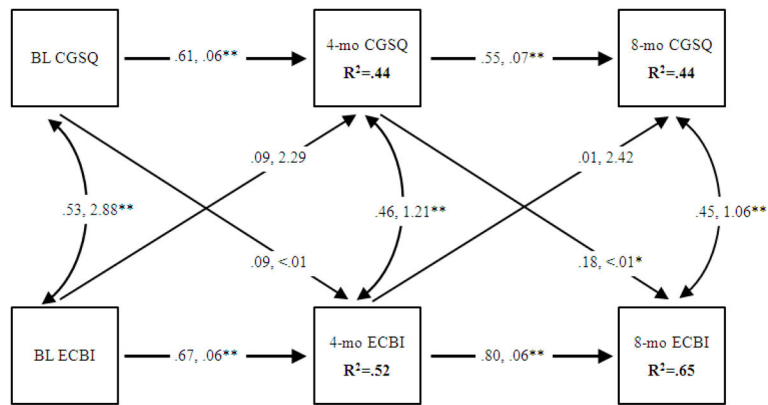 BL CGSQ
.61, .06**
4-mo CGSQ
R²=.44
.55, .07**
8-mo CGSQ
R²=.44
.09, 2.29
.01, 2.42
.53, 2.88**
.46, 1.21**
.45, 1.06**
.09, <.01
.18, <.01*
BL ECBI
.67, .06**
4-mo ECBI
R²=.52
.80, .06**
8-mo ECBI
R²=.65